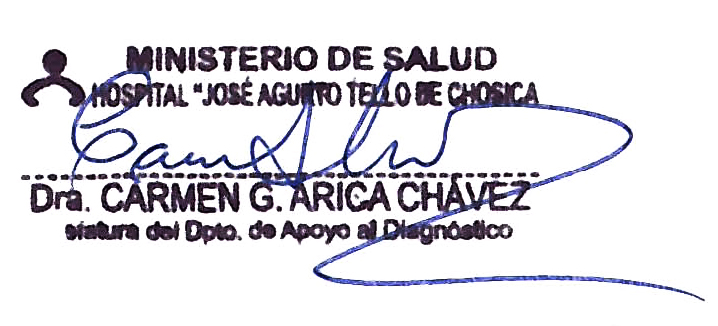 MINISTERIO DE SALUD
HOSPITAL "JOSÉ AGURTO TELLO DE CHOSICA
Dra. CARMEN G. ARICA CHÁVEZ
efatura del Dpto. de Apoyo al Diagnóstico